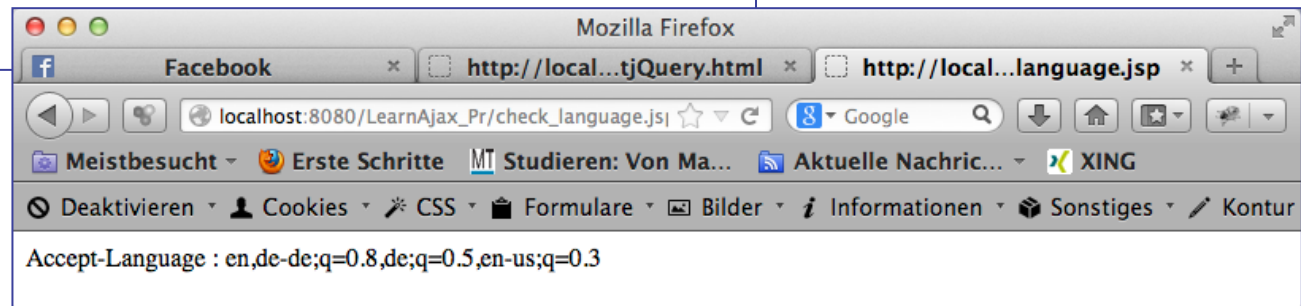 Mozilla Firefox
Facebook http://local...tjQuery.html http://local...language.jsp
localhost:8080/LearnAjax_Pr/check_language.js Google
Meistbesucht Erste Schritte MT Studieren: Von Ma... Aktuelle Nachric... XING
Deaktivieren Cookies CSS Formulare Bilder Informationen Sonstiges Kontur
Accept-Language : en,de-de;q=0.8,de;q=0.5,en-us;q=0.3